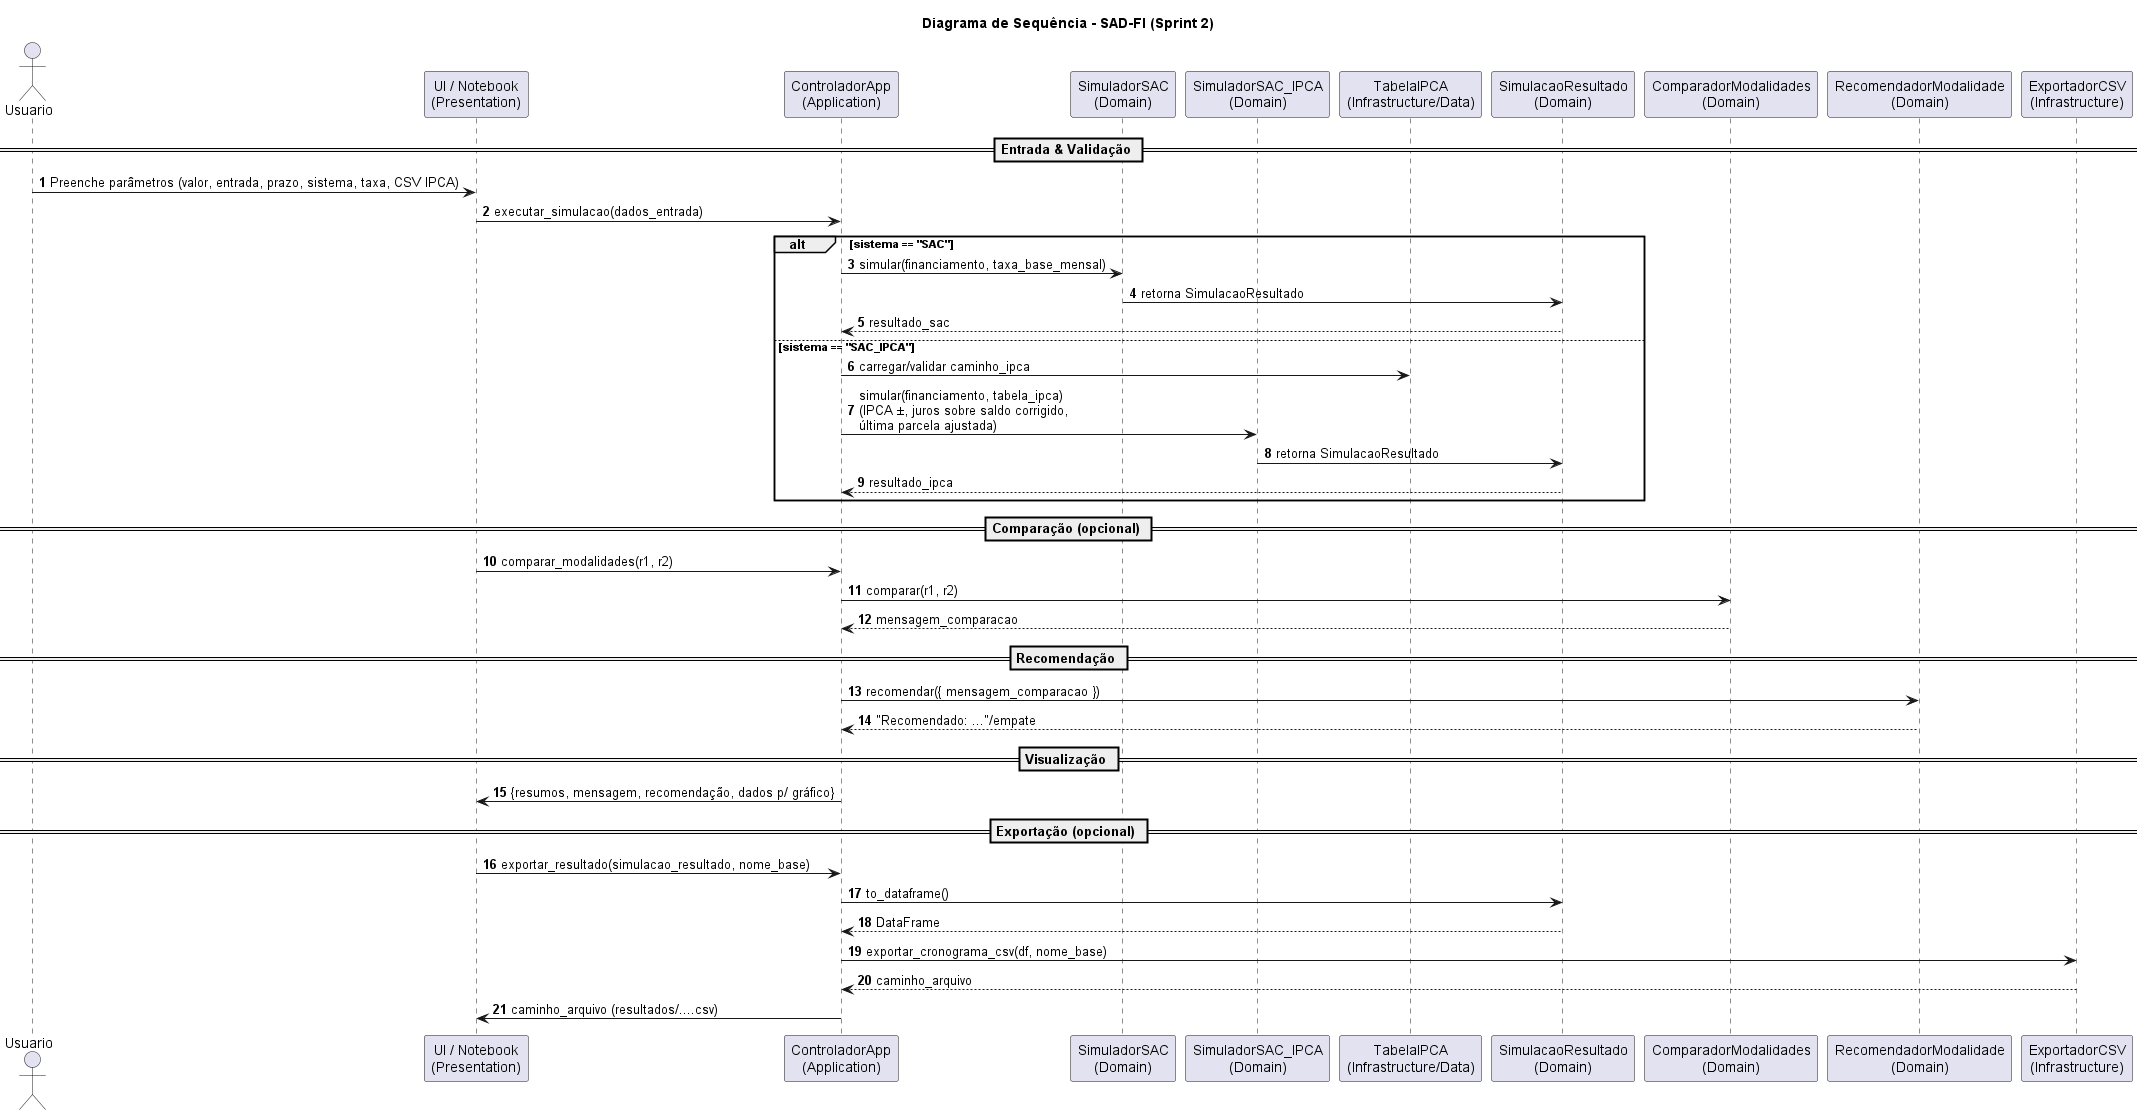 Diagrama de Sequência - SAD-FI (Sprint 2)
Usuario
UI / Notebook
(Presentation)
ControladorApp
(Application)
SimuladorSAC
(Domain)
SimuladorSAC_IPCA
(Domain)
TabelaIPCA
(Infrastructure/Data)
SimulacaoResultado
(Domain)
ComparadorModalidades
(Domain)
RecomendadorModalidade
(Domain)
ExportadorCSV
(Infrastructure)
Entrada & Validação
1 Preenche parâmetros (valor, entrada, prazo, sistema, taxa, CSV IPCA)
2 executar_simulacao(dados_entrada)
alt [sistema == "SAC"]
3 simular(financiamento, taxa_base_mensal)
4 retorna SimulacaoResultado
5 resultado_sac
[sistema == "SAC_IPCA"]
6 carregar/validar caminho_ipca
simular(financiamento, tabela_ipca)
7 (IPCA ±, juros sobre saldo corrigido,
última parcela ajustada)
8 retorna SimulacaoResultado
9 resultado_ipca
Comparação (opcional)
10 comparar_modalidades(r1, r2)
11 comparar(r1, r2)
12 mensagem_comparacao
Recomendação
13 recomendar({ mensagem_comparacao })
14 "Recomendado: ..."/empate
Visualização
15 {resumos, mensagem, recomendação, dados p/ gráfico}
Exportação (opcional)
16 exportar_resultado(simulacao_resultado, nome_base)
17 to_dataframe()
18 DataFrame
19 exportar_cronograma_csv(df, nome_base)
20 caminho_arquivo
21 caminho_arquivo (resultados/....csv)
Usuario
UI / Notebook
(Presentation)
ControladorApp
(Application)
SimuladorSAC
(Domain)
SimuladorSAC_IPCA
(Domain)
TabelaIPCA
(Infrastructure/Data)
SimulacaoResultado
(Domain)
ComparadorModalidades
(Domain)
RecomendadorModalidade
(Domain)
ExportadorCSV
(Infrastructure)